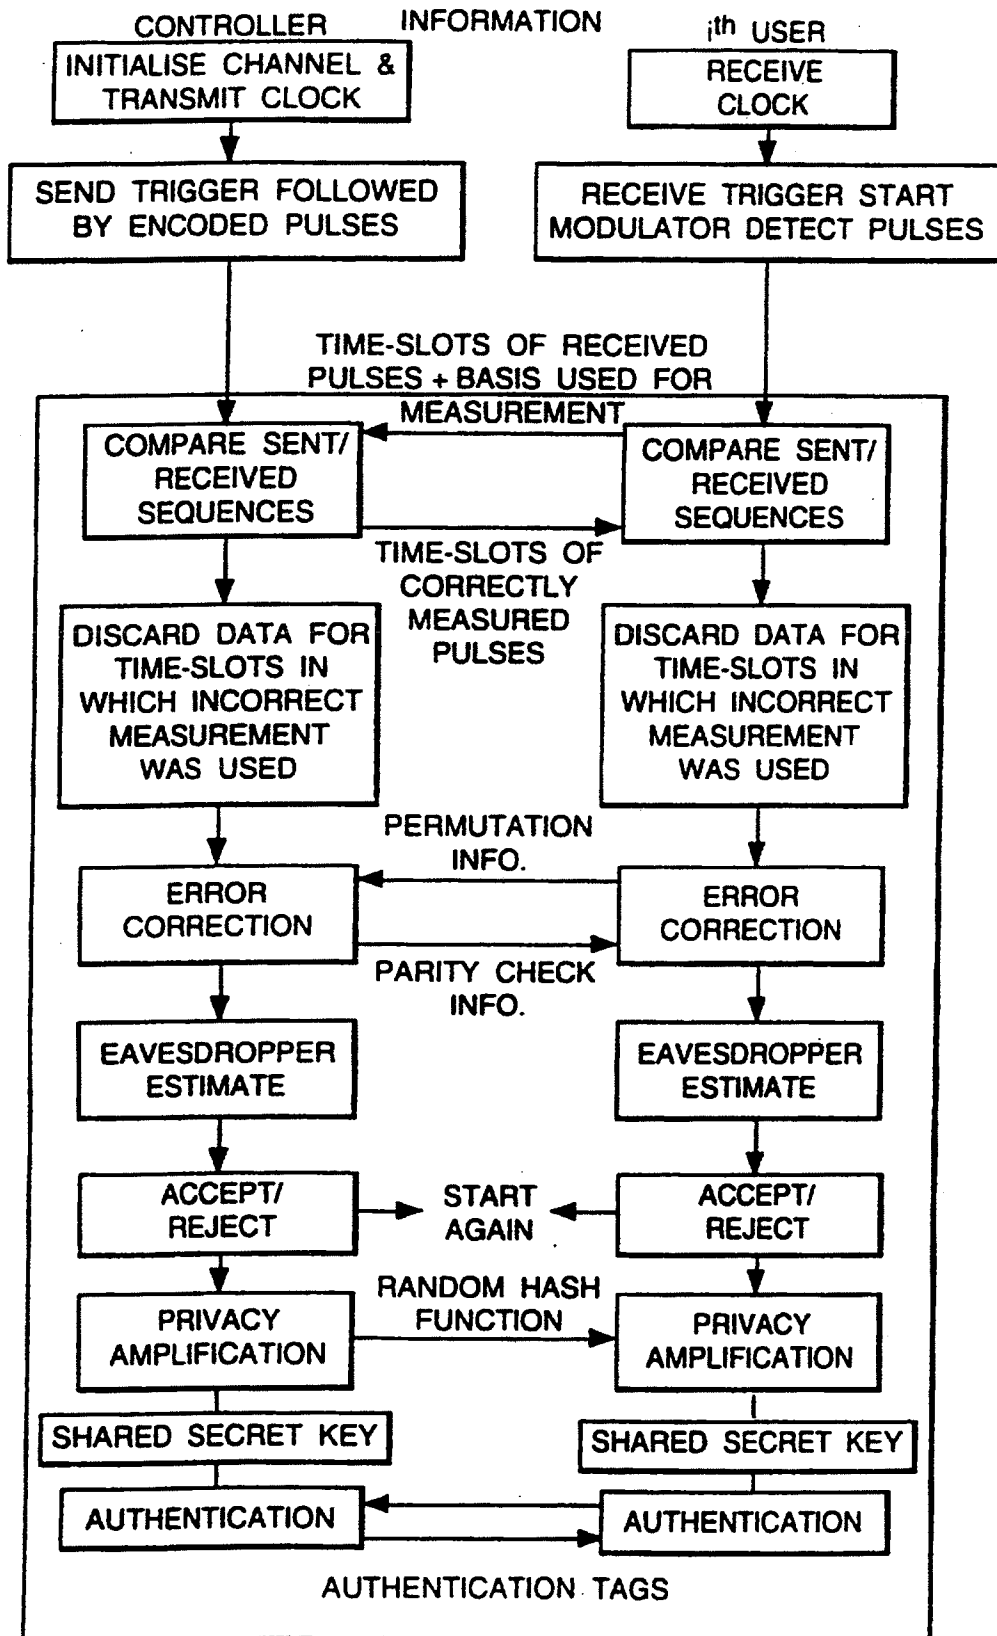 CONTROLLER
INFORMATION
ith USER
INITIALISE CHANNEL &
TRANSMIT CLOCK
RECEIVE
CLOCK
SEND TRIGGER FOLLOWED
BY ENCODED PULSES
RECEIVE TRIGGER START
MODULATOR DETECT PULSES
TIME-SLOTS OF RECEIVED
PULSES + BASIS USED FOR
MEASUREMENT
COMPARE SENT/
RECEIVED
SEQUENCES
COMPARE SENT/
RECEIVED
SEQUENCES
TIME-SLOTS OF
CORRECTLY
MEASURED
PULSES
DISCARD DATA FOR
TIME-SLOTS IN
WHICH INCORRECT
MEASUREMENT
WAS USED
DISCARD DATA FOR
TIME-SLOTS IN
WHICH INCORRECT
MEASUREMENT
WAS USED
PERMUTATION
INFO.
ERROR
CORRECTION
ERROR
CORRECTION
PARITY CHECK
INFO.
EAVESDROPPER
ESTIMATE
EAVESDROPPER
ESTIMATE
ACCEPT/
REJECT
START
AGAIN
ACCEPT/
REJECT
RANDOM HASH
FUNCTION
PRIVACY
AMPLIFICATION
PRIVACY
AMPLIFICATION
SHARED SECRET KEY
SHARED SECRET KEY
AUTHENTICATION
AUTHENTICATION
AUTHENTICATION TAGS